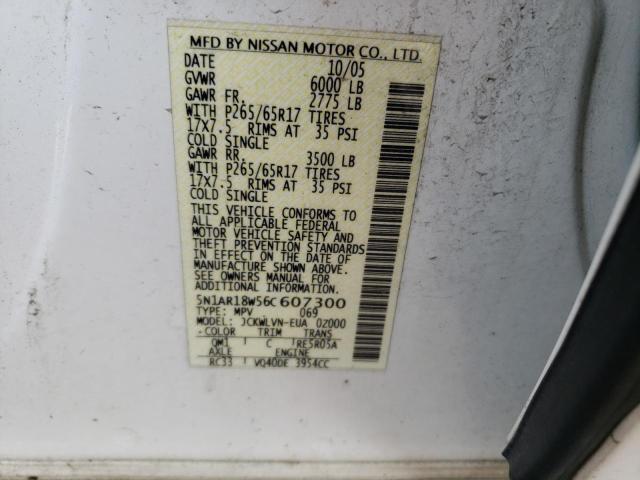 MFD BY NISSAN MOTOR CO., LTD
DATE 10/05
GVWR 6000 LB
GAWR FR. 2775 LB
WITH P265/65R17 TIRES
17X7.5 RIMS AT 35 PSI
COLD SINGLE
GAWR RR. 3500 LB
WITH P265/65R17 TIRES
17X7.5 RIMS AT 35 PSI
COLD SINGLE
THIS VEHICLE CONFORMS TO
ALL APPLICABLE FEDERAL
MOTOR VEHICLE SAFETY AND
THEFT PREVENTION STANDARDS
IN EFFECT ON THE DATE OF
MANUFACTURE SHOWN ABOVE.
SEE OWNERS MANUAL FOR
ADDITIONAL INFORMATION
5N1AR18W56C607300
TYPE: MPV 069
MODEL: JCKWLVN-EUA 0Z000
COLOR TRIM TRANS
QM1 C RE5R05A
AXLE ENGINE
RC33 VQ40DE 3954CC